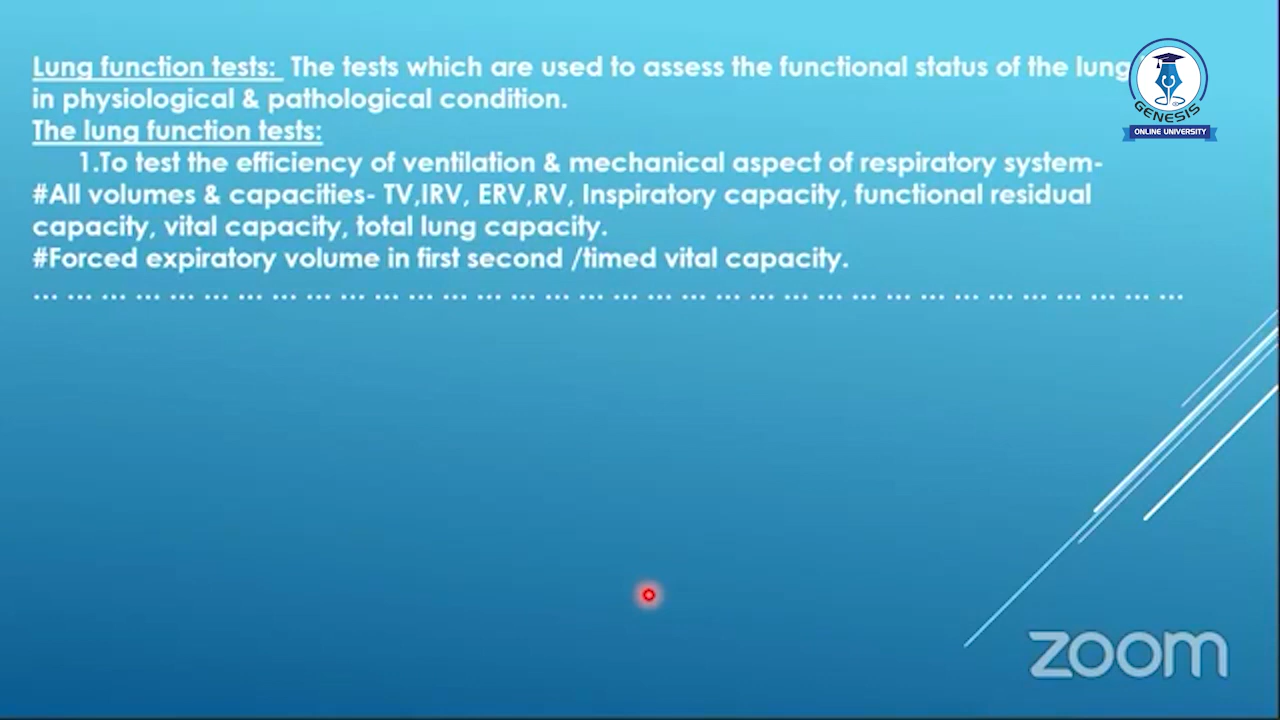 Lung function tests: The tests which are used to assess the functional status of the lung
in physiological & pathological condition.
The lung function tests:
1.To test the efficiency of ventilation & mechanical aspect of respiratory system-
#All volumes & capacities- TV,IRV, ERV,RV, Inspiratory capacity, functional residual
capacity, vital capacity, total lung capacity.
#Forced expiratory volume in first second /timed vital capacity.
... ... ... ... ... ... ... ... ... ... ... ... ... ... ... ... ... ... ... ... ... ... ... ... ... ... ... ... ... ... ... ... ... ...
GENESIS
ONLINE UNIVERSITY
zoom